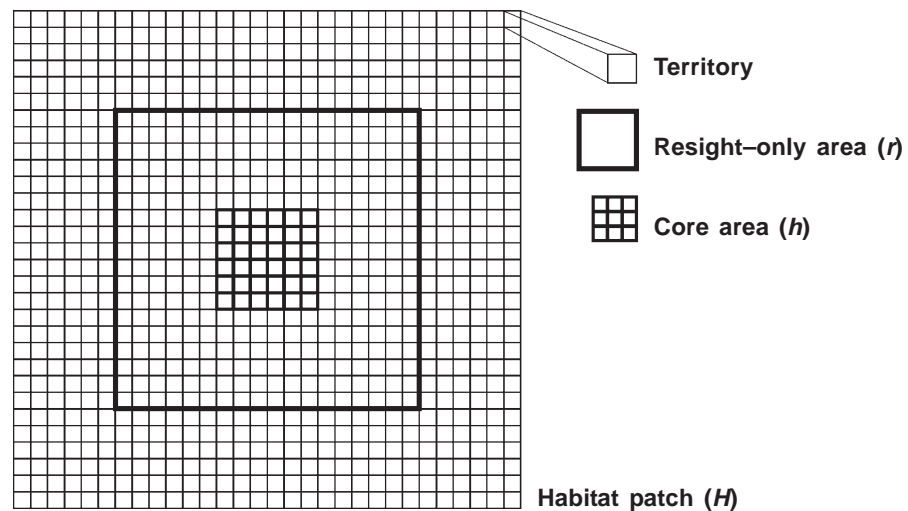 Territory
Resight–only area (r)
Core area (h)
Habitat patch (H)